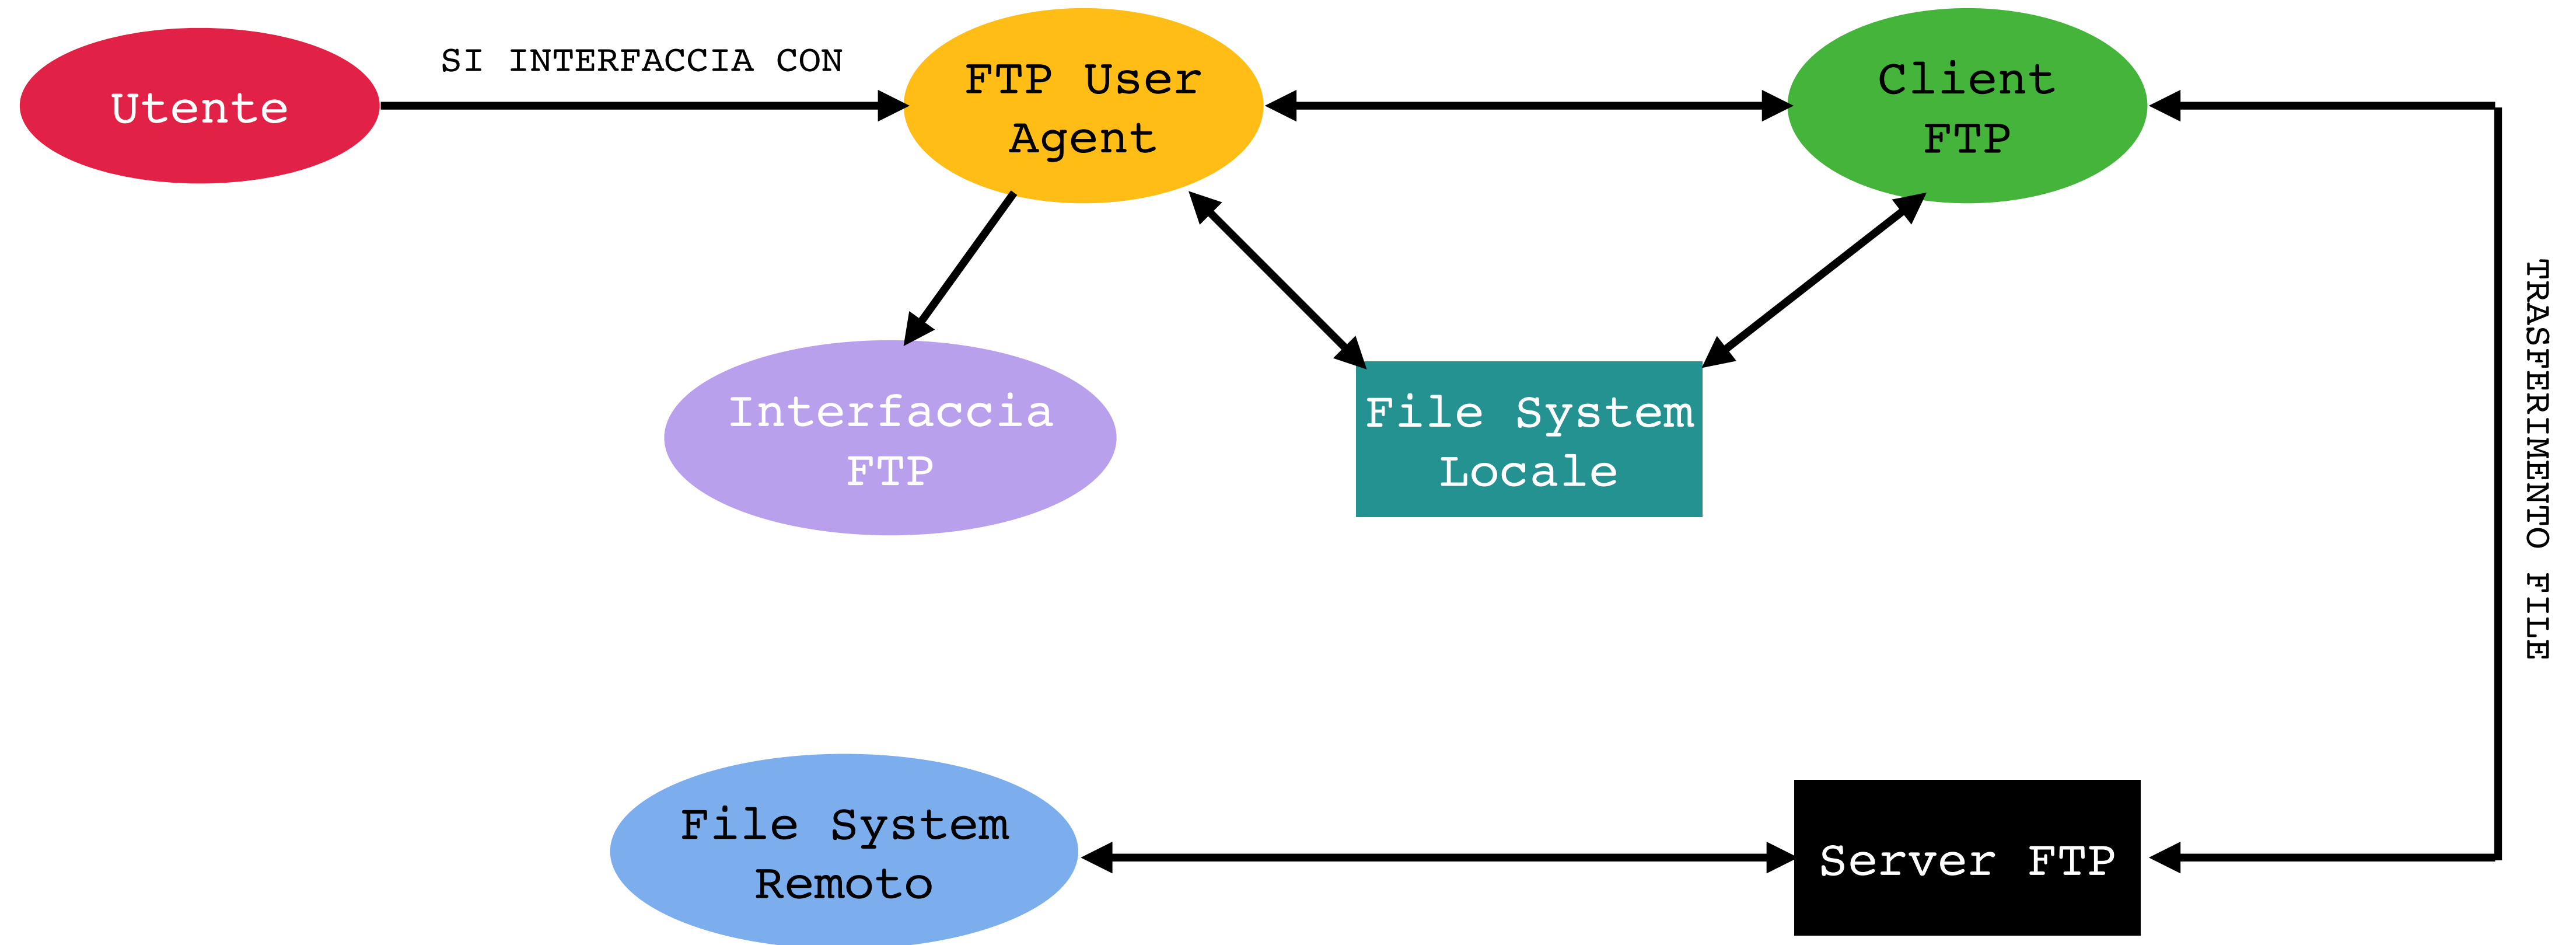 SI INTERFACCIA CON
Utente
FTP User
Agent
Client
FTP
Interfaccia
FTP
File System
Locale
TRASFERIMENTO FILE
File System
Remoto
Server FTP